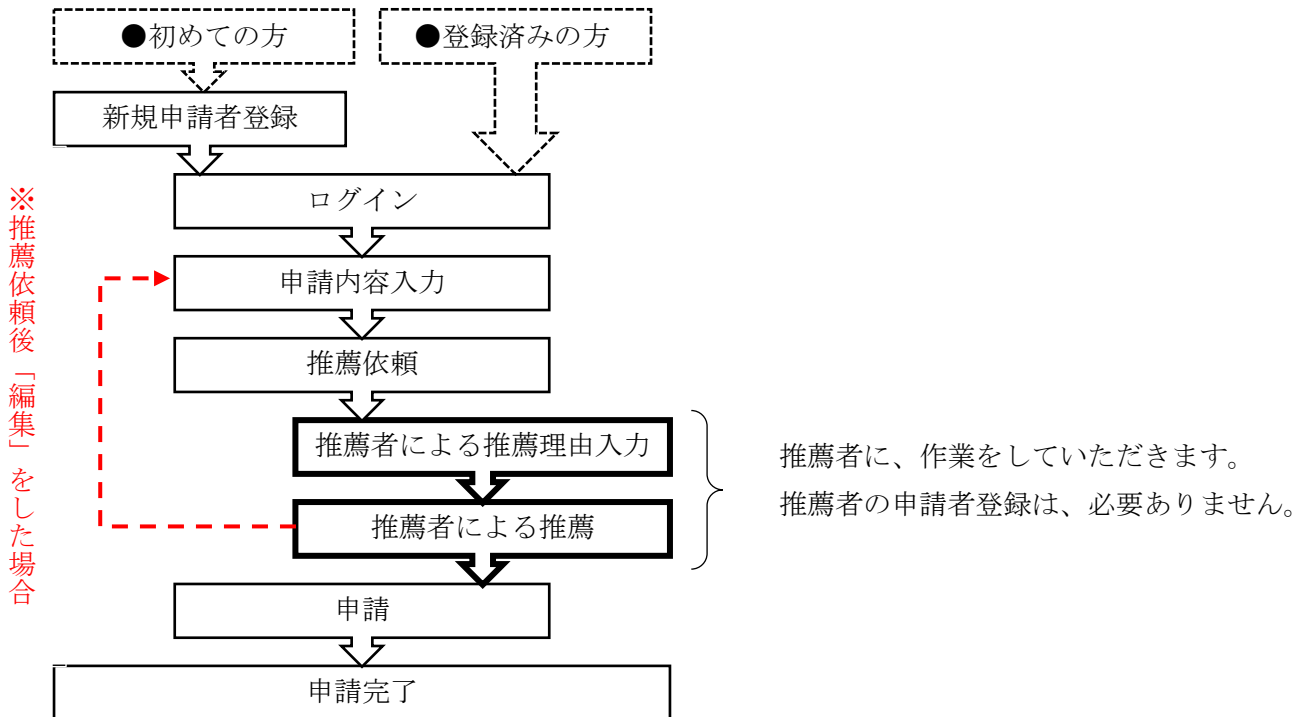 ●初めての方
●登録済みの方
新規申請者登録
ログイン
申請内容入力
推薦依頼
推薦者による推薦理由入力
推薦者による推薦
申請
申請完了
※推薦依頼後「編集」をした場合
推薦者に、作業をしていただきます。
推薦者の申請者登録は、必要ありません。